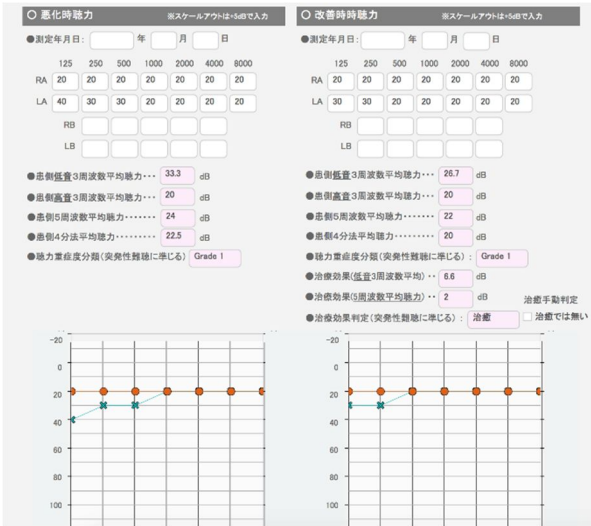 ○ 悪化時聴力 ※スケールアウトは+5dBで入力
●測定年月日: 年 月 日
125 250 500 1000 2000 4000 8000
RA 20 20 20 20 20 20 20
LA 40 30 30 20 20 20 20
RB
LB
●患側低音3周波数平均聴力・・・ 33.3 dB
●患側高音3周波数平均聴力・・・ 20 dB
●患側5周波数平均聴力・・・・・・・・ 24 dB
●患側4分法平均聴力・・・・・・・・・ 22.5 dB
●聴力重症度分類(突発性難聴に準じる) Grade 1
-20
0
20
40
60
80
100
○ 改善時時聴力 ※スケールアウトは+5dBで入力
●測定年月日: 年 月 日
125 250 500 1000 2000 4000 8000
RA 20 20 20 20 20 20 20
LA 30 30 20 20 20 20 20
RB
LB
●患側低音3周波数平均聴力・・・ 26.7 dB
●患側高音3周波数平均聴力・・・ 20 dB
●患側5周波数平均聴力・・・・・・・・ 22 dB
●患側4分法平均聴力・・・・・・・・・ 20 dB
●聴力重症度分類(突発性難聴に準じる) : Grade 1
●治療効果(低音3周波数平均)・・ 6.6 dB
●治療効果(5周波数平均聴力)・・ 2 dB 治癒手動判定
●治療効果判定(突発性難聴に準じる) : 治癒 治癒では無い
-20
0
20
40
60
80
100